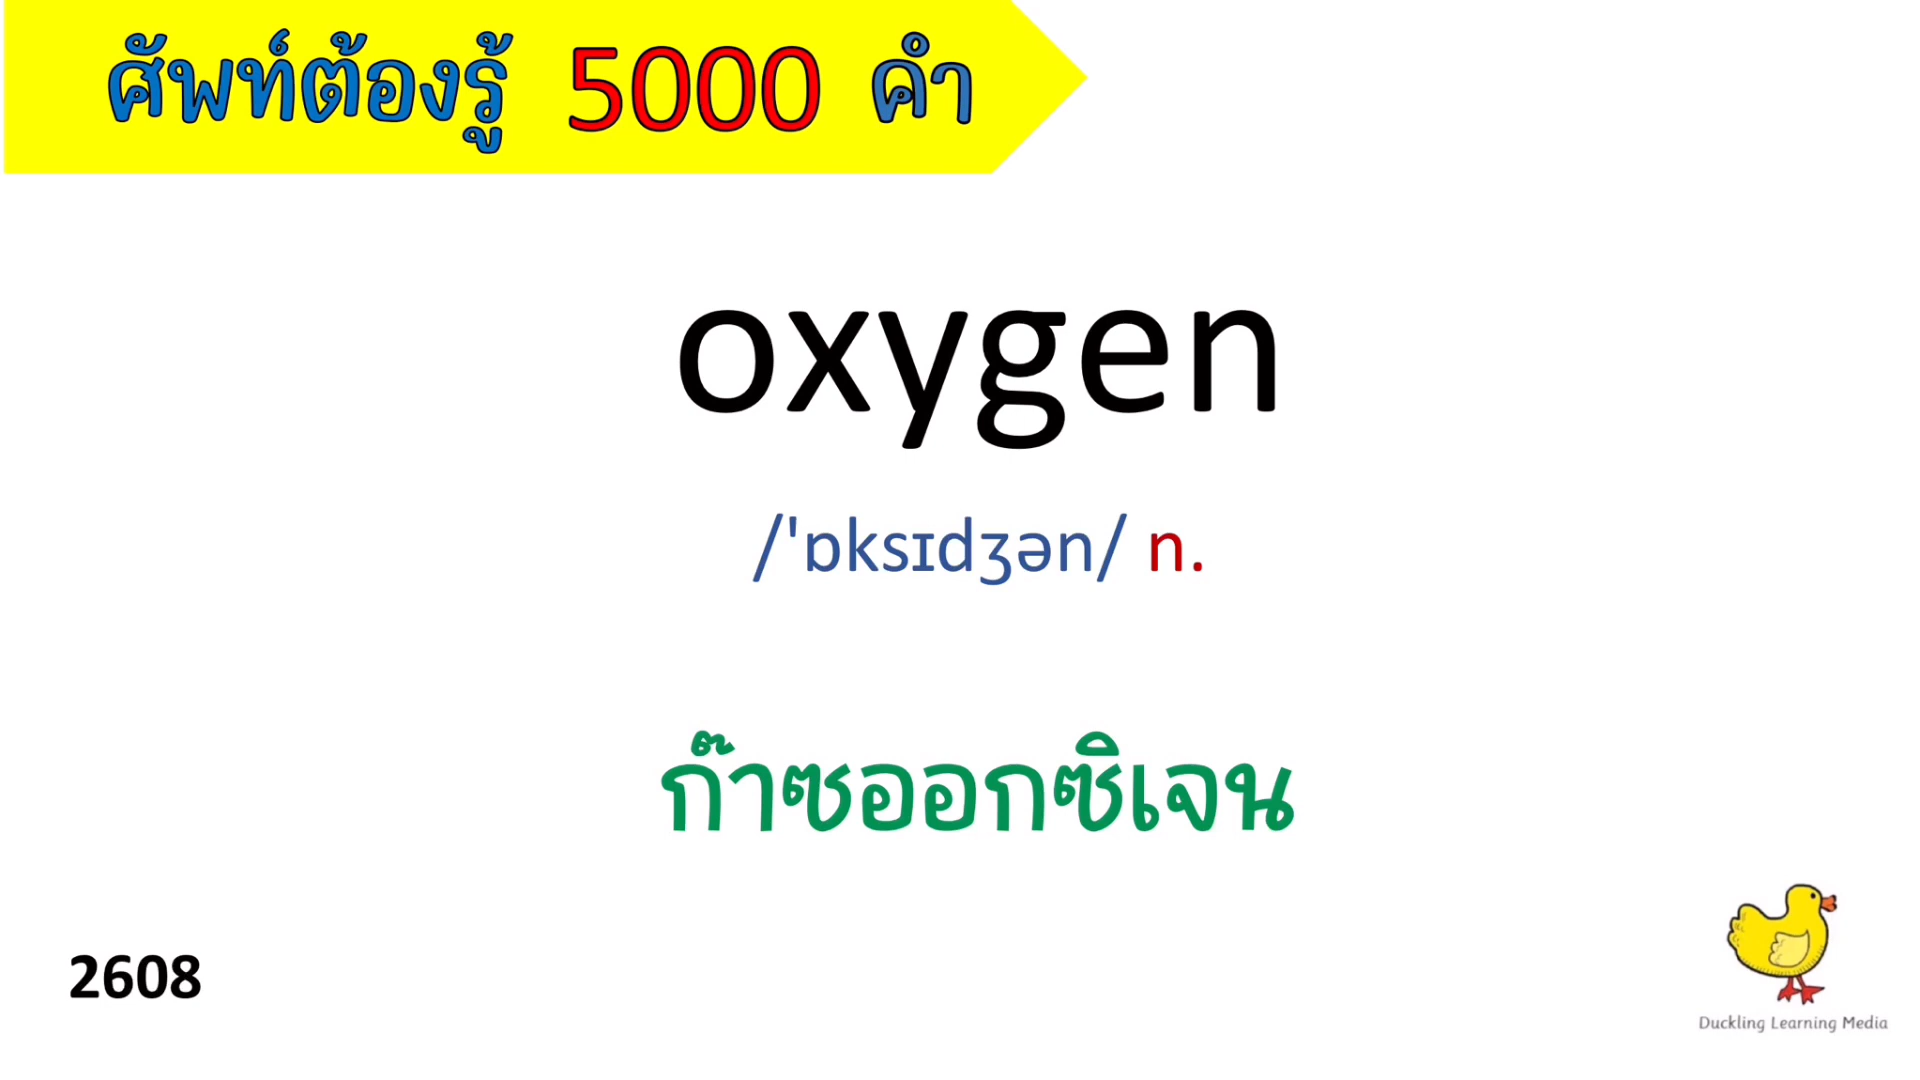 ศัพท์ต้องรู้ 5000 คำ
oxygen
/ˈɒksɪdʒən/ n.
ก๊าซออกซิเจน
2608
Duckling Learning Media